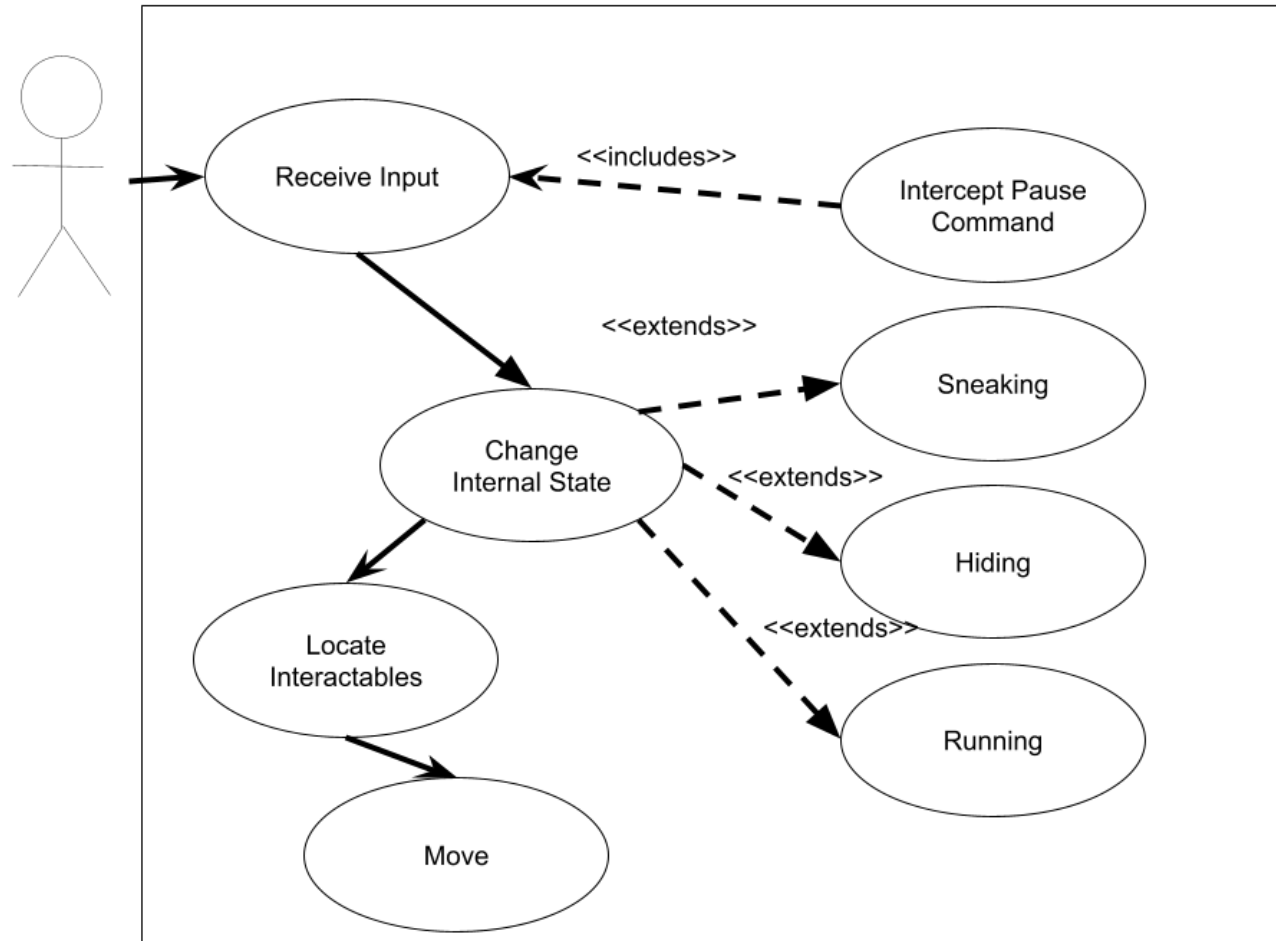 Receive Input
<<includes>>
Intercept Pause
Command
<<extends>>
Sneaking
Change
Internal State
<<extends>>
Hiding
<<extends>>
Locate
Interactables
Running
Move